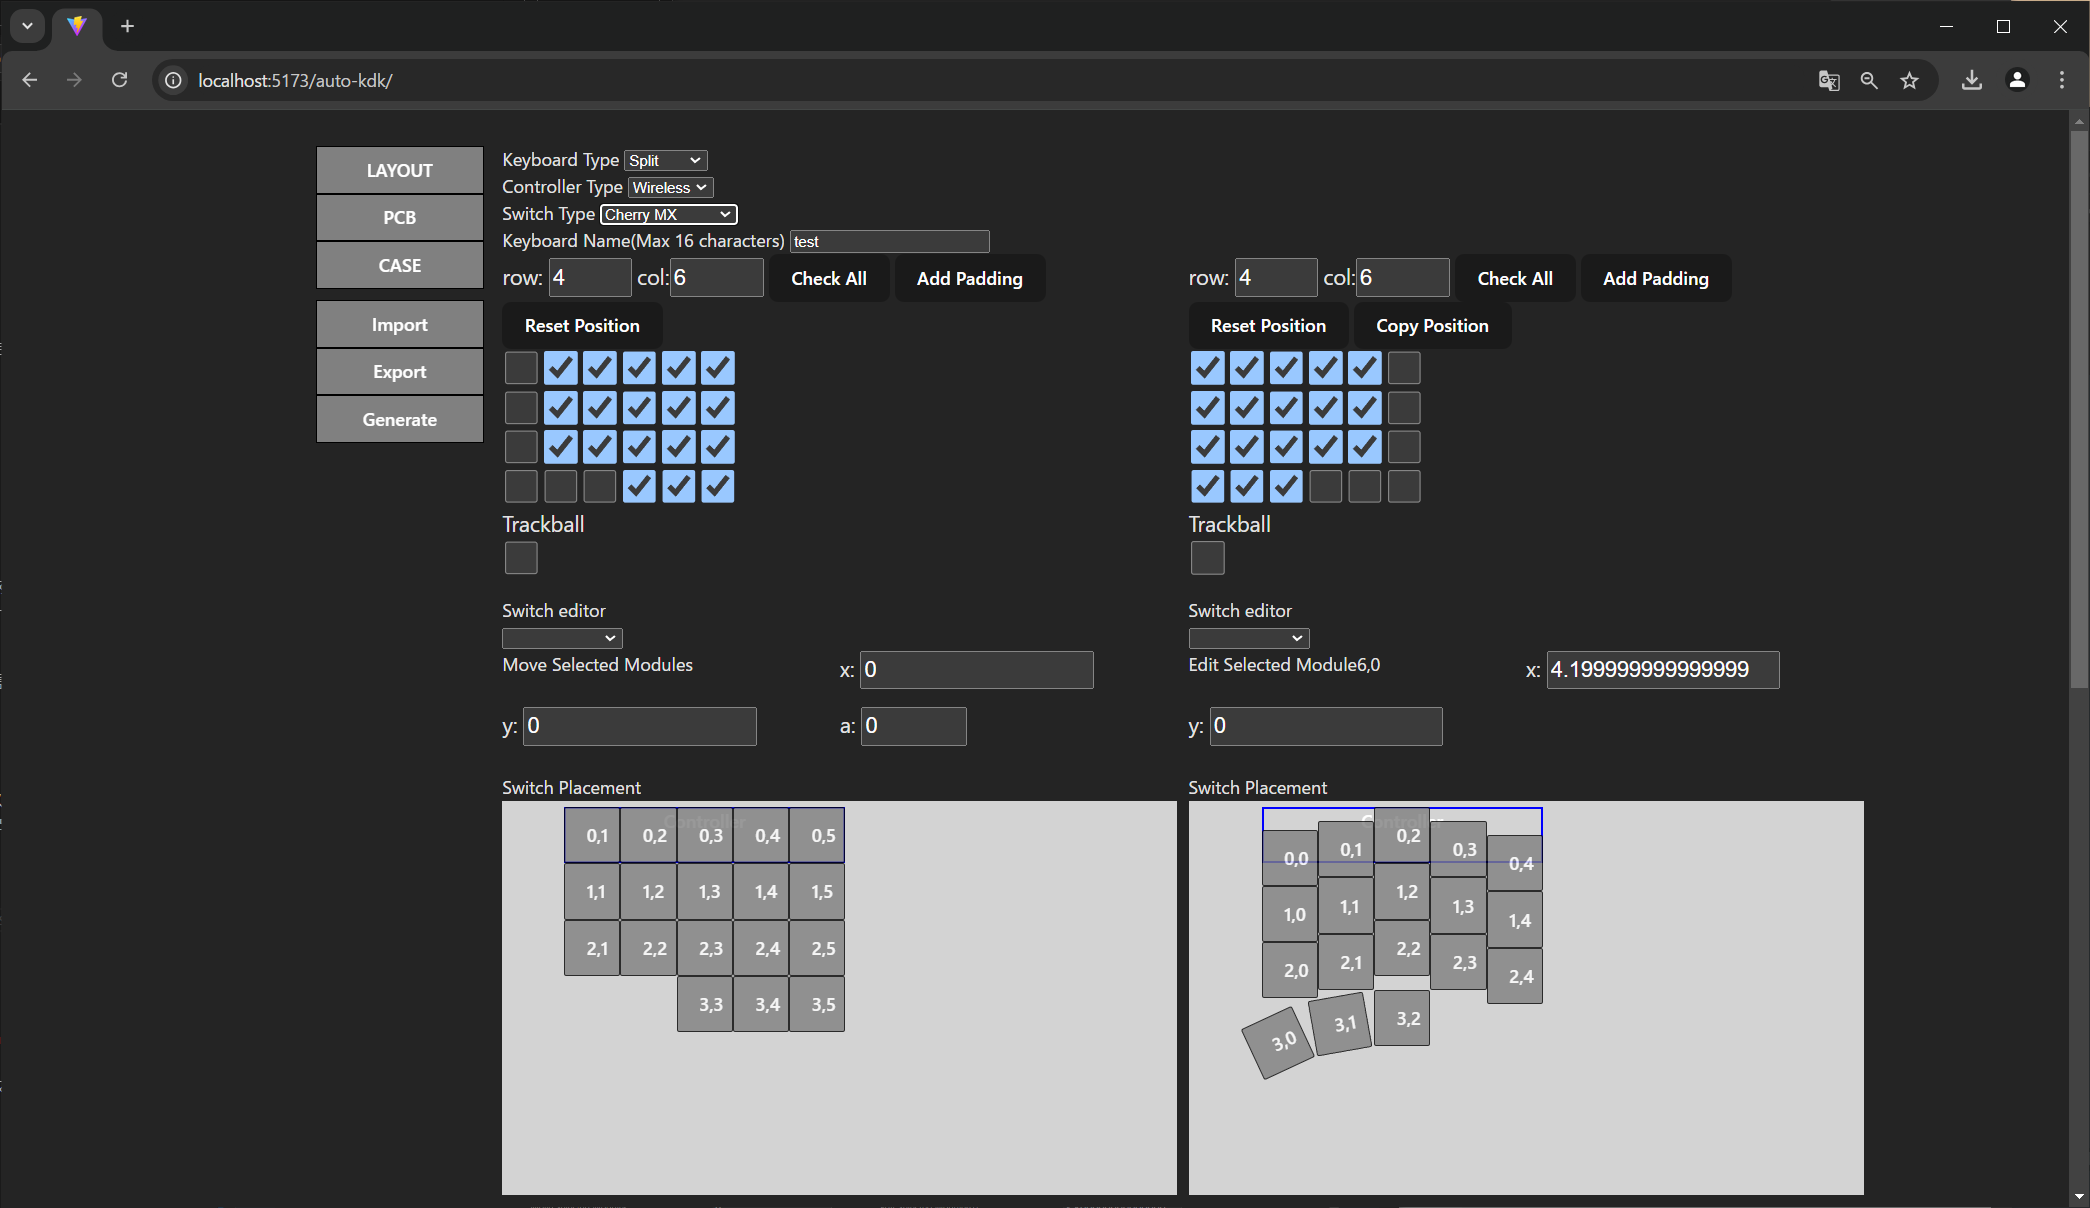 localhost:5173/auto-kdk/
LAYOUT
PCB
CASE
Import
Export
Generate
Keyboard Type Split
Controller Type Wireless
Switch Type Cherry MX
Keyboard Name(Max 16 characters) test
row: 4 col: 6 Check All Add Padding
Reset Position
Trackball
Switch editor
Move Selected Modules x: 0
y: 0 a: 0
Switch Placement
Controller
0,1 0,2 0,3 0,4 0,5
1,1 1,2 1,3 1,4 1,5
2,1 2,2 2,3 2,4 2,5
3,3 3,4 3,5
row: 4 col: 6 Check All Add Padding
Reset Position Copy Position
Trackball
Switch editor
Edit Selected Module6,0 x: 4.199999999999999
y: 0
Switch Placement
Controller
0,0 0,1 0,2 0,3 0,4
1,0 1,1 1,2 1,3 1,4
2,0 2,1 2,2 2,3 2,4
3,0 3,1 3,2